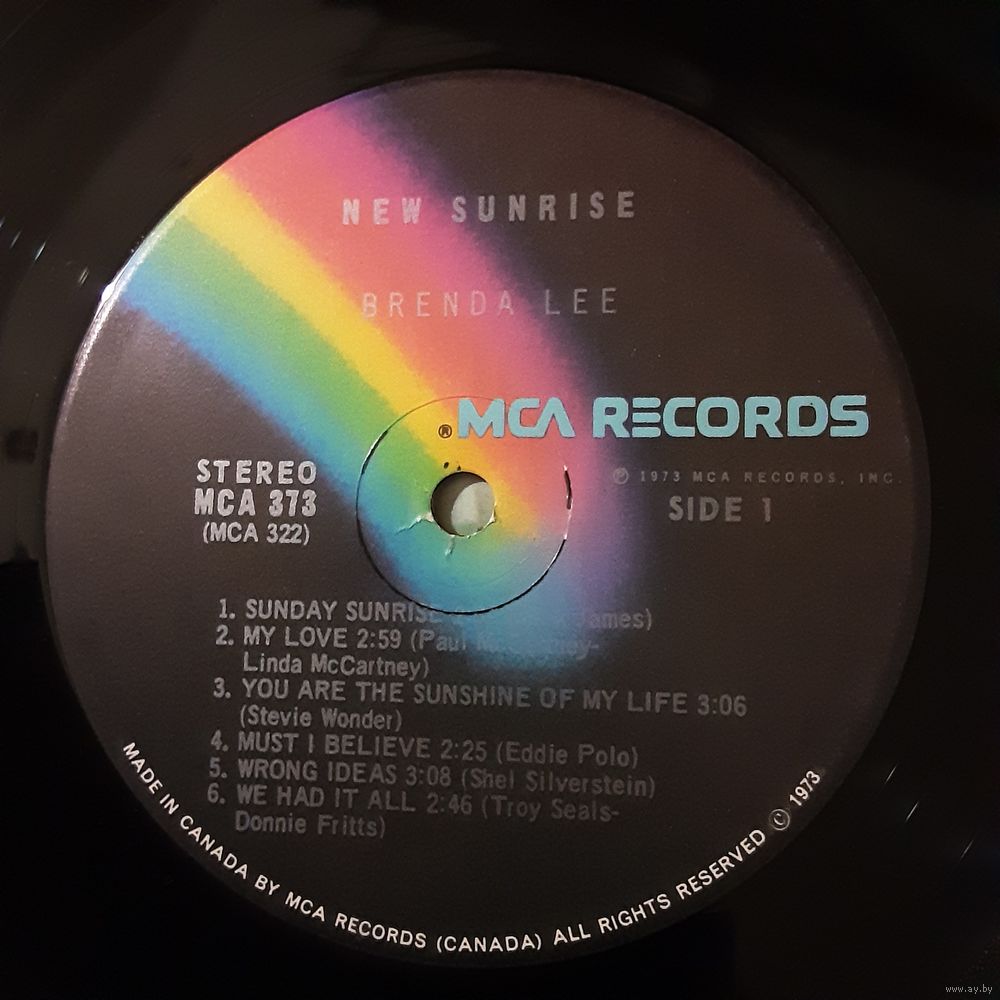 NEW SUNRISE
BRENDA LEE
® MCA RECORDS
℗ 1973 MCA RECORDS, INC.
STEREO
MCA 373
(MCA 322)
SIDE 1
1. SUNDAY SUNRISE James)
2. MY LOVE 2:59 (Paul McCartney-
Linda McCartney)
3. YOU ARE THE SUNSHINE OF MY LIFE 3:06
(Stevie Wonder)
4. MUST I BELIEVE 2:25 (Eddie Polo)
5. WRONG IDEAS 3:08 (Shel Silverstein)
6. WE HAD IT ALL 2:46 (Troy Seals-
Donnie Fritts)
MADE IN CANADA BY MCA RECORDS (CANADA) ALL RIGHTS RESERVED © 1973
www.ay.by